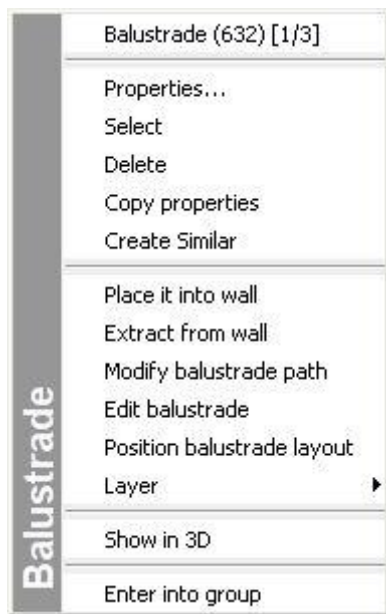 Balustrade
Balustrade (632) [1/3]
Properties...
Select
Delete
Copy properties
Create Similar
Place it into wall
Extract from wall
Modify balustrade path
Edit balustrade
Position balustrade layout
Layer
Show in 3D
Enter into group